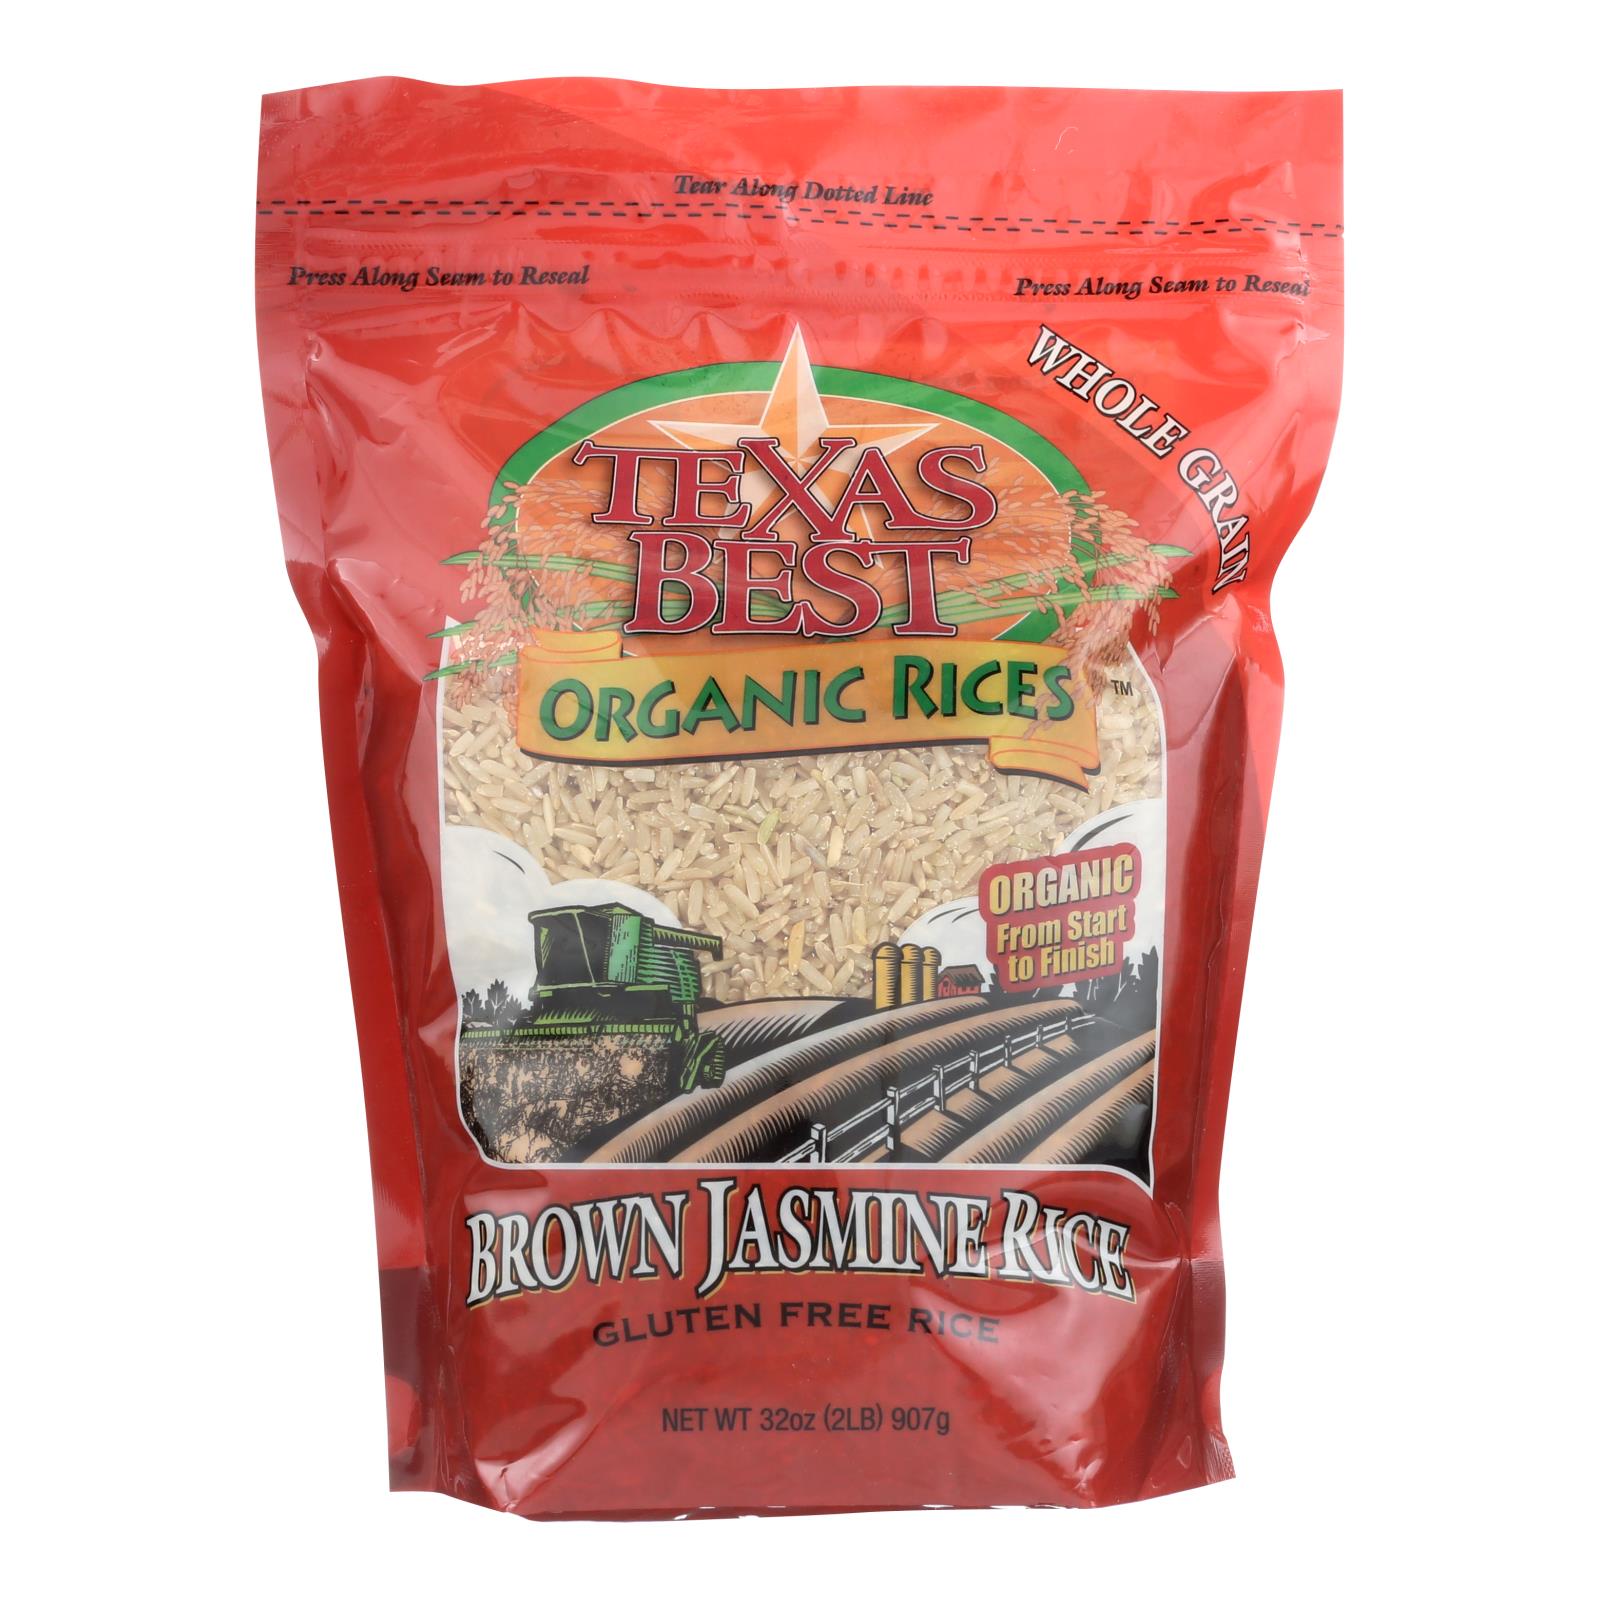 Tear Along Dotted Line
Press Along Seam to Reseal
Press Along Seam to Reseal
WHOLE GRAIN
TEXAS
BEST
ORGANIC RICES TM
ORGANIC
From Start
to Finish
BROWN JASMINE RICE
GLUTEN FREE RICE
NET WT 32oz (2LB) 907g